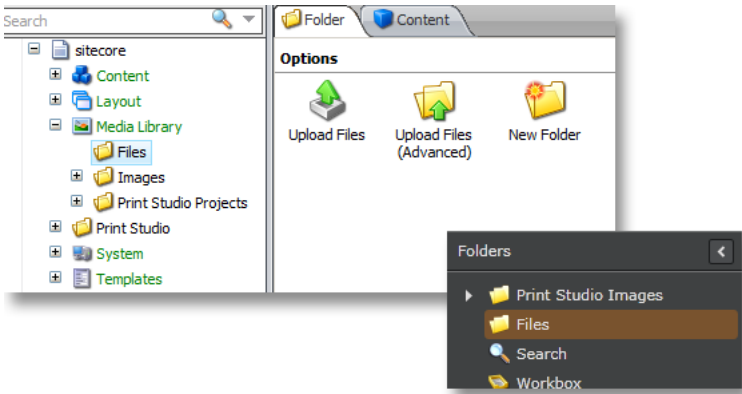 Search
Folder
Content
sitecore
Content
Layout
Media Library
Files
Images
Print Studio Projects
Print Studio
System
Templates
Options
Upload Files
Upload Files
(Advanced)
New Folder
Folders
Print Studio Images
Files
Search
Workbox